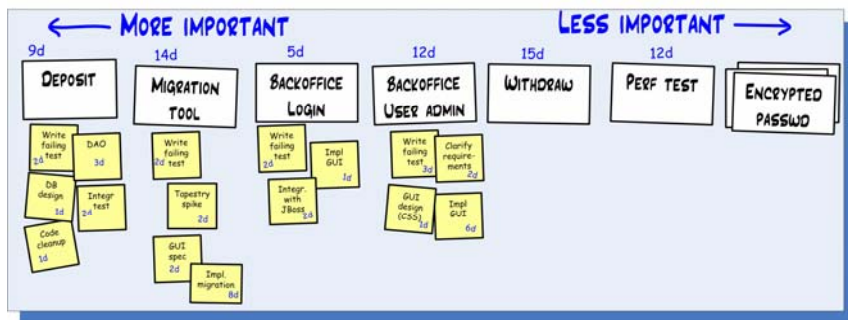 MORE IMPORTANT
LESS IMPORTANT
9d
DEPOSIT
Write
failing
test
2d
DAO
3d
DB
design
1d
Integr
test
2d
Code
cleanup
1d
14d
MIGRATION
TOOL
Write
failing
test
2d
Tapestry
spike
2d
GUI
spec
2d
Impl.
migration
8d
5d
BACKOFFICE
LOGIN
Write
failing
test
2d
Impl
GUI
1d
Integr.
with
JBoss
2d
12d
BACKOFFICE
USER ADMIN
Write
failing
test
3d
Clarify
require-
ments
2d
GUI
design
(CSS)
1d
Impl
GUI
6d
15d
WITHDRAW
12d
PERF TEST
ENCRYPTED
PASSWD